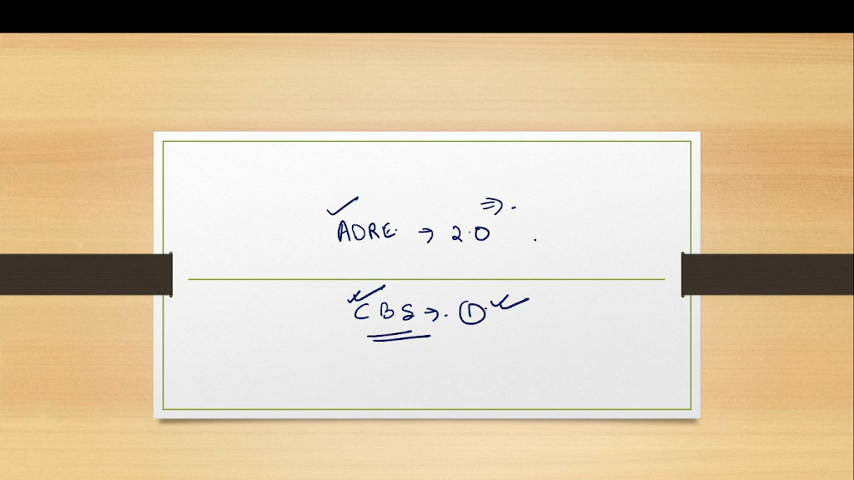 ADRE → 2.0 ⇒
CBS → ①